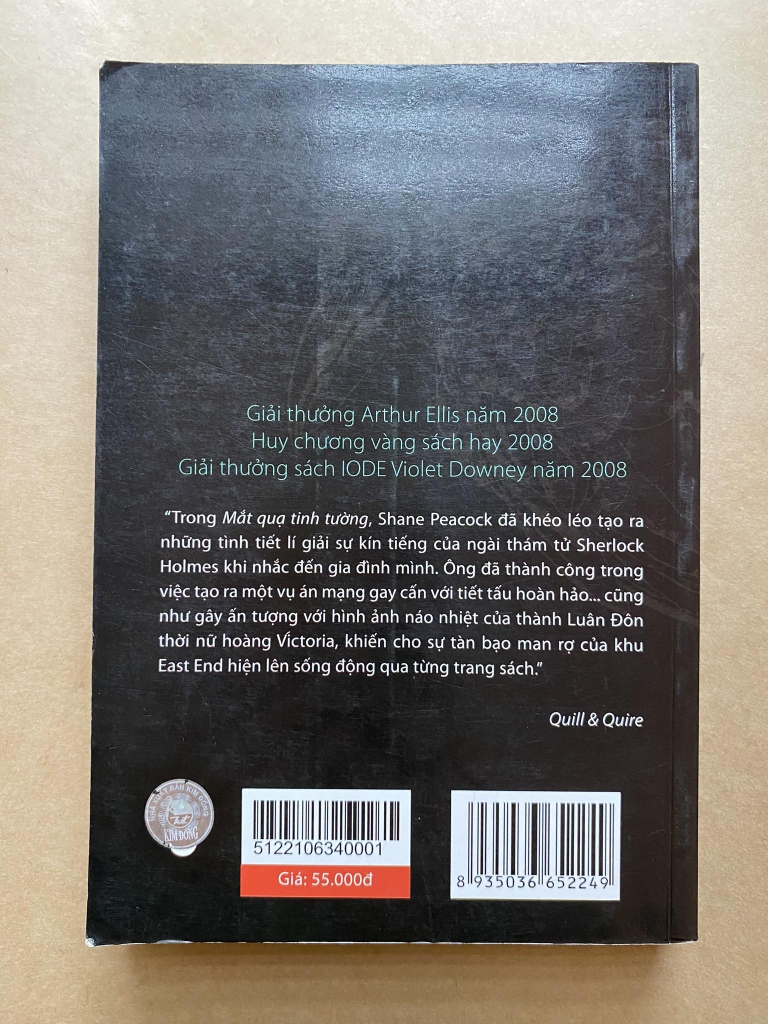 Giải thưởng Arthur Ellis năm 2008
Huy chương vàng sách hay 2008
Giải thưởng sách IODE Violet Downey năm 2008
“Trong Mắt quạ tinh tường, Shane Peacock đã khéo léo tạo ra
những tình tiết lí giải sự kín tiếng của ngài thám tử Sherlock
Holmes khi nhắc đến gia đình mình. Ông đã thành công trong
việc tạo ra một vụ án mạng gay cấn với tiết tấu hoàn hảo... cũng
như gây ấn tượng với hình ảnh náo nhiệt của thành Luân Đôn
thời nữ hoàng Victoria, khiến cho sự tàn bạo man rợ của khu
East End hiện lên sống động qua từng trang sách.”
Quill & Quire
NHÀ XUẤT BẢN KIM ĐỒNG
KIM ĐỒNG
5122106340001
Giá: 55.000đ
8 935036 652249